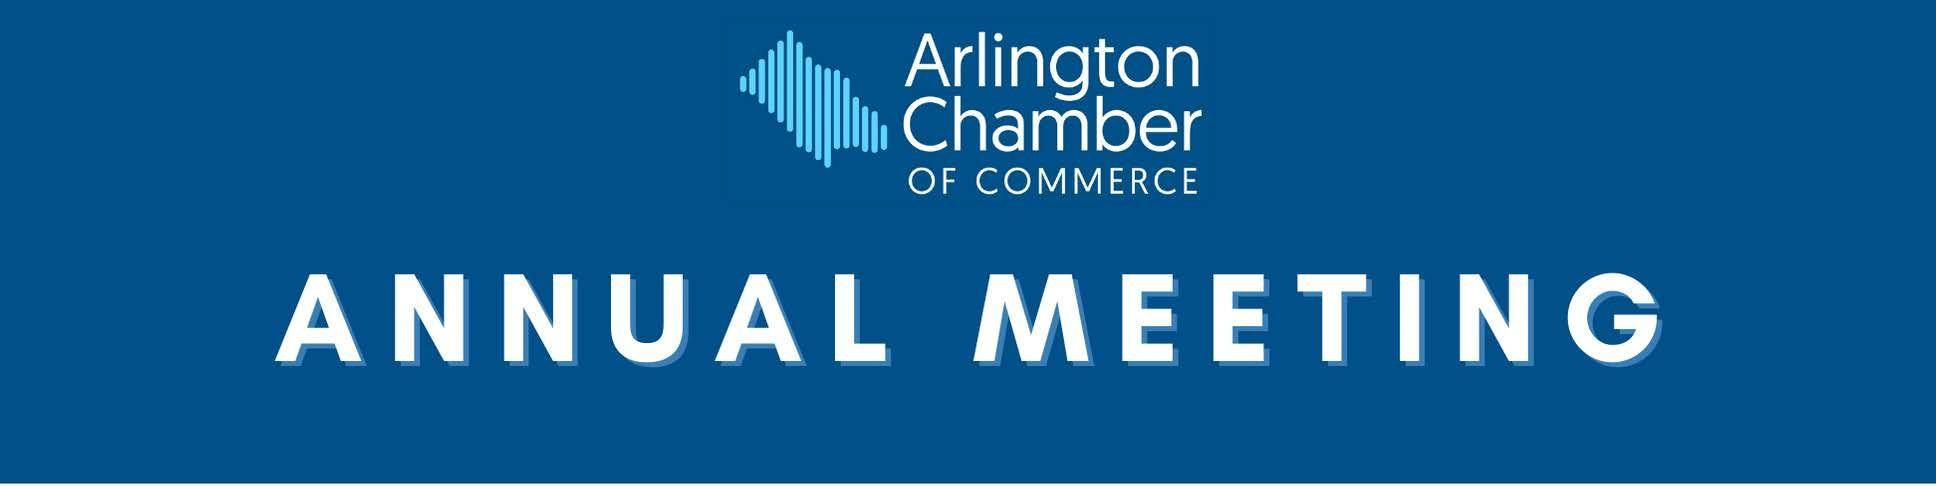 Arlington
Chamber
OF COMMERCE
ANNUAL MEETING